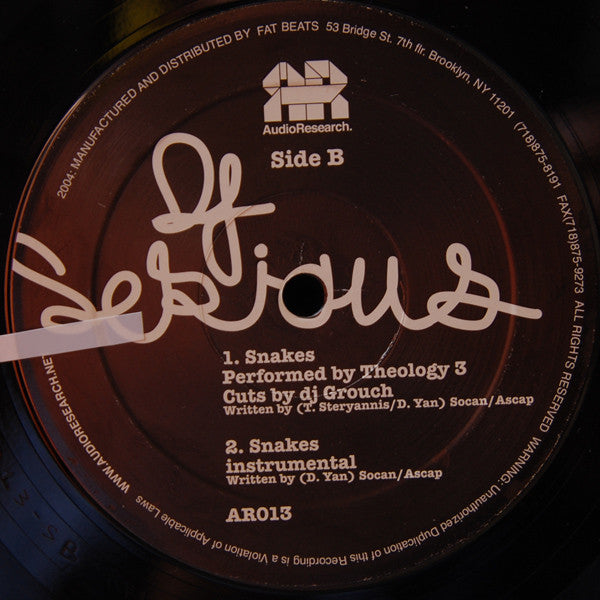 2004: MANUFACTURED AND DISTRIBUTED BY FAT BEATS 53 Bridge St. 7th flr. Brooklyn, NY 11201 (718)875-8191 FAX(718)875-9273 ALL RIGHTS RESERVED WARNING: Unauthorized Duplication of this Recording is a Violation of Applicable Laws WWW.AUDIORESEARCH.NET
AudioResearch.
Side B
DJ
Serious
1. Snakes
Performed by Theology 3
Cuts by dj Grouch
Written by (T. Steryannis/D. Yan) Socan/Ascap
2. Snakes
instrumental
Written by (D. Yan) Socan/Ascap
AR013